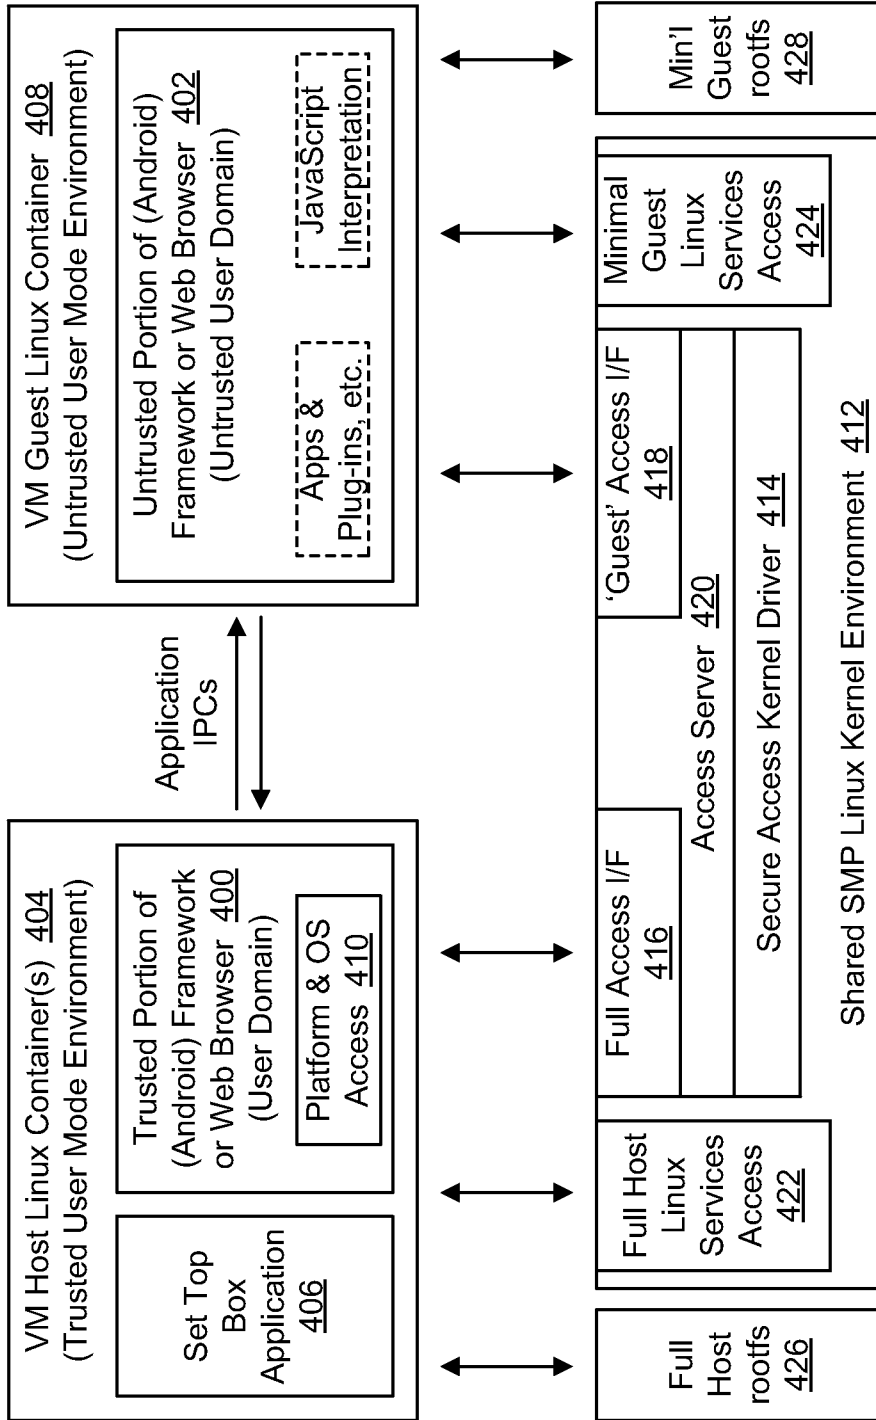 VM Host Linux Container(s) 404
(Trusted User Mode Environment)
Set Top
Box
Application
406
Trusted Portion of
(Android) Framework
or Web Browser 400
(User Domain)
Platform & OS
Access 410
Application
IPCs
VM Guest Linux Container 408
(Untrusted User Mode Environment)
Untrusted Portion of (Android)
Framework or Web Browser 402
(Untrusted User Domain)
Apps &
Plug-ins, etc.
JavaScript
Interpretation
Full
Host
rootfs
426
Full Host
Linux
Services
Access
422
Full Access I/F
416
'Guest' Access I/F
418
Access Server 420
Secure Access Kernel Driver 414
Minimal
Guest
Linux
Services
Access
424
Shared SMP Linux Kernel Environment 412
Min'l
Guest
rootfs
428